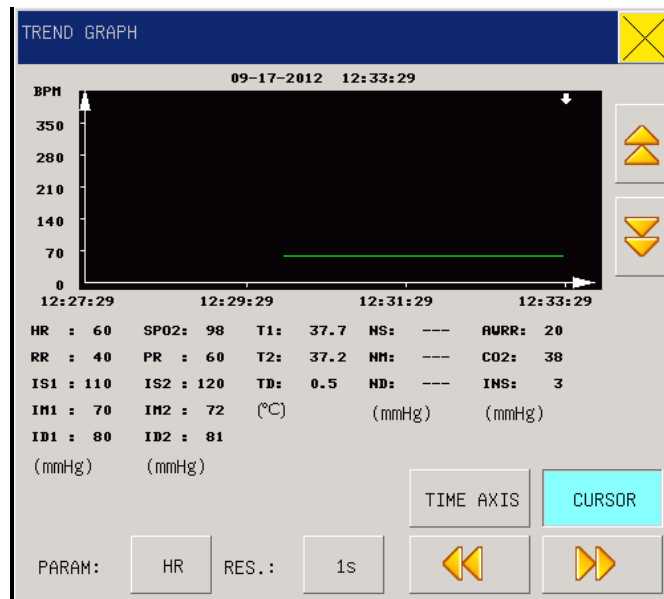 TREND GRAPH
09-17-2012 12:33:29
BPM
350
280
210
140
70
0
12:27:29 12:29:29 12:31:29 12:33:29
HR : 60 SPO2: 98 T1: 37.7 NS: --- AWRR: 20
RR : 40 PR : 60 T2: 37.2 NM: --- CO2: 38
IS1 : 110 IS2 : 120 TD: 0.5 ND: --- INS: 3
IM1 : 70 IM2 : 72 (°C) (mmHg) (mmHg)
ID1 : 80 ID2 : 81
(mmHg) (mmHg)
TIME AXIS CURSOR
PARAM: HR RES.: 1s